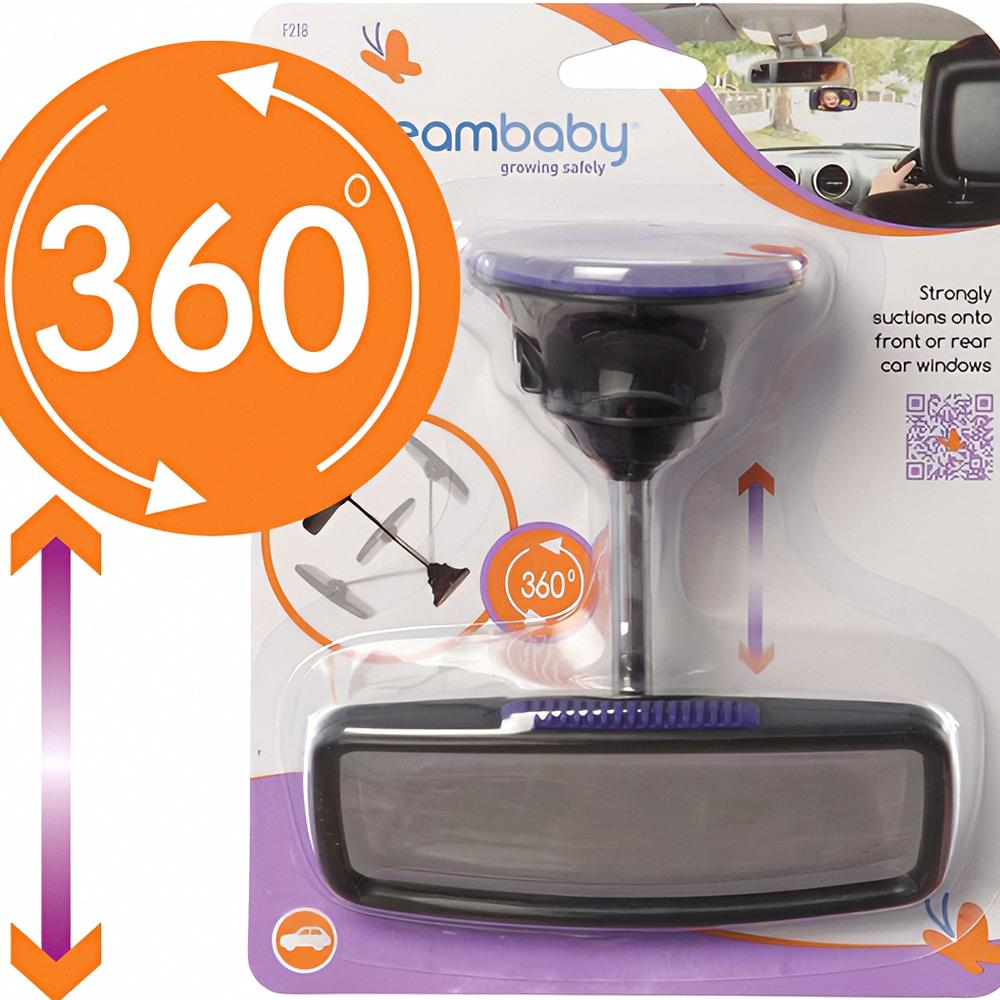 F218
eambaby
growing safely
360°
Strongly
suctions onto
front or rear
car windows
360°